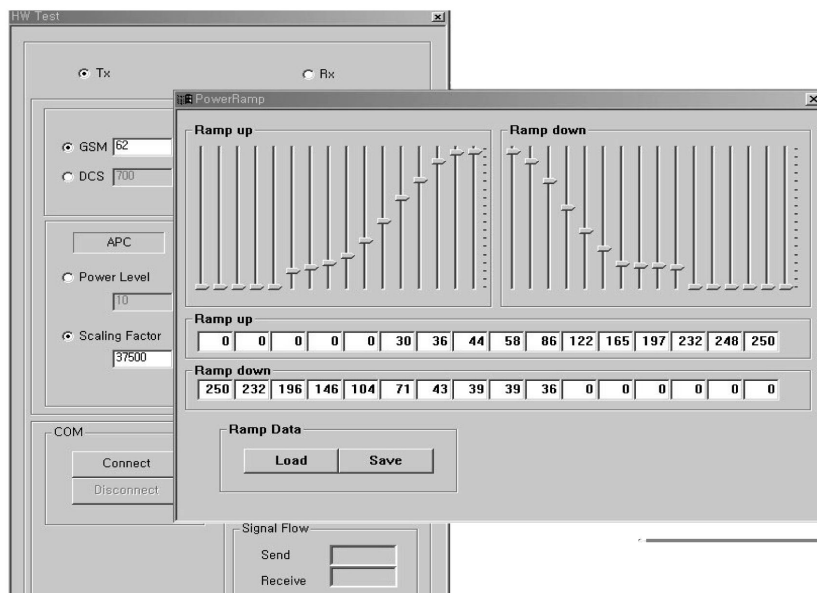 HW Test
Tx
Rx
PowerRamp
Ramp up
Ramp down
GSM 62
DCS 700
APC
Power Level
10
Scaling Factor
37500
Ramp up
0 0 0 0 0 30 36 44 58 86 122 165 197 232 248 250
Ramp down
250 232 196 146 104 71 43 39 39 36 0 0 0 0 0 0
COM
Connect
Disconnect
Ramp Data
Load Save
Signal Flow
Send
Receive